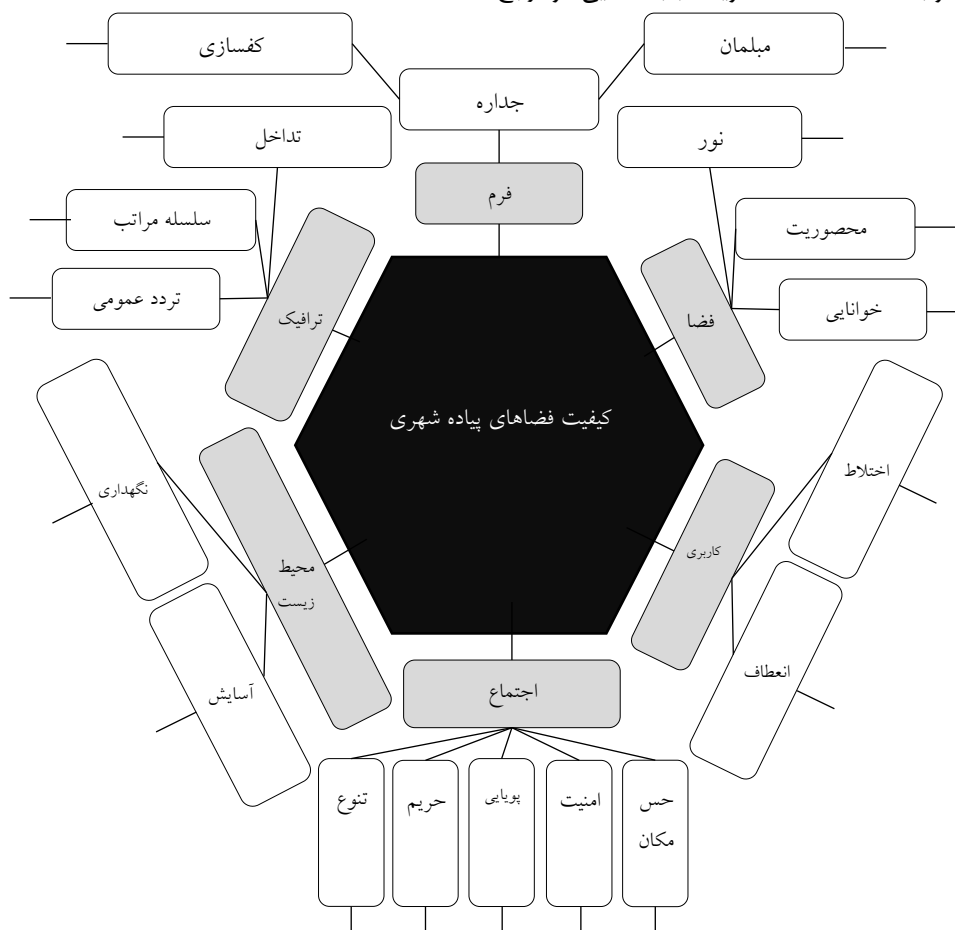 مبلمان
کفسازی
جداره
نور
تداخل
فرم
محصوریت
سلسله مراتب
خوانایی
تردد عمومی
فضا
ترافیک
کیفیت فضاهای پیاده شهری
اختلاط
نگهداری
کاربری
محیط
زیست
انعطاف
آسایش
اجتماع
حس
مکان
امنیت
پویایی
حریم
تنوع